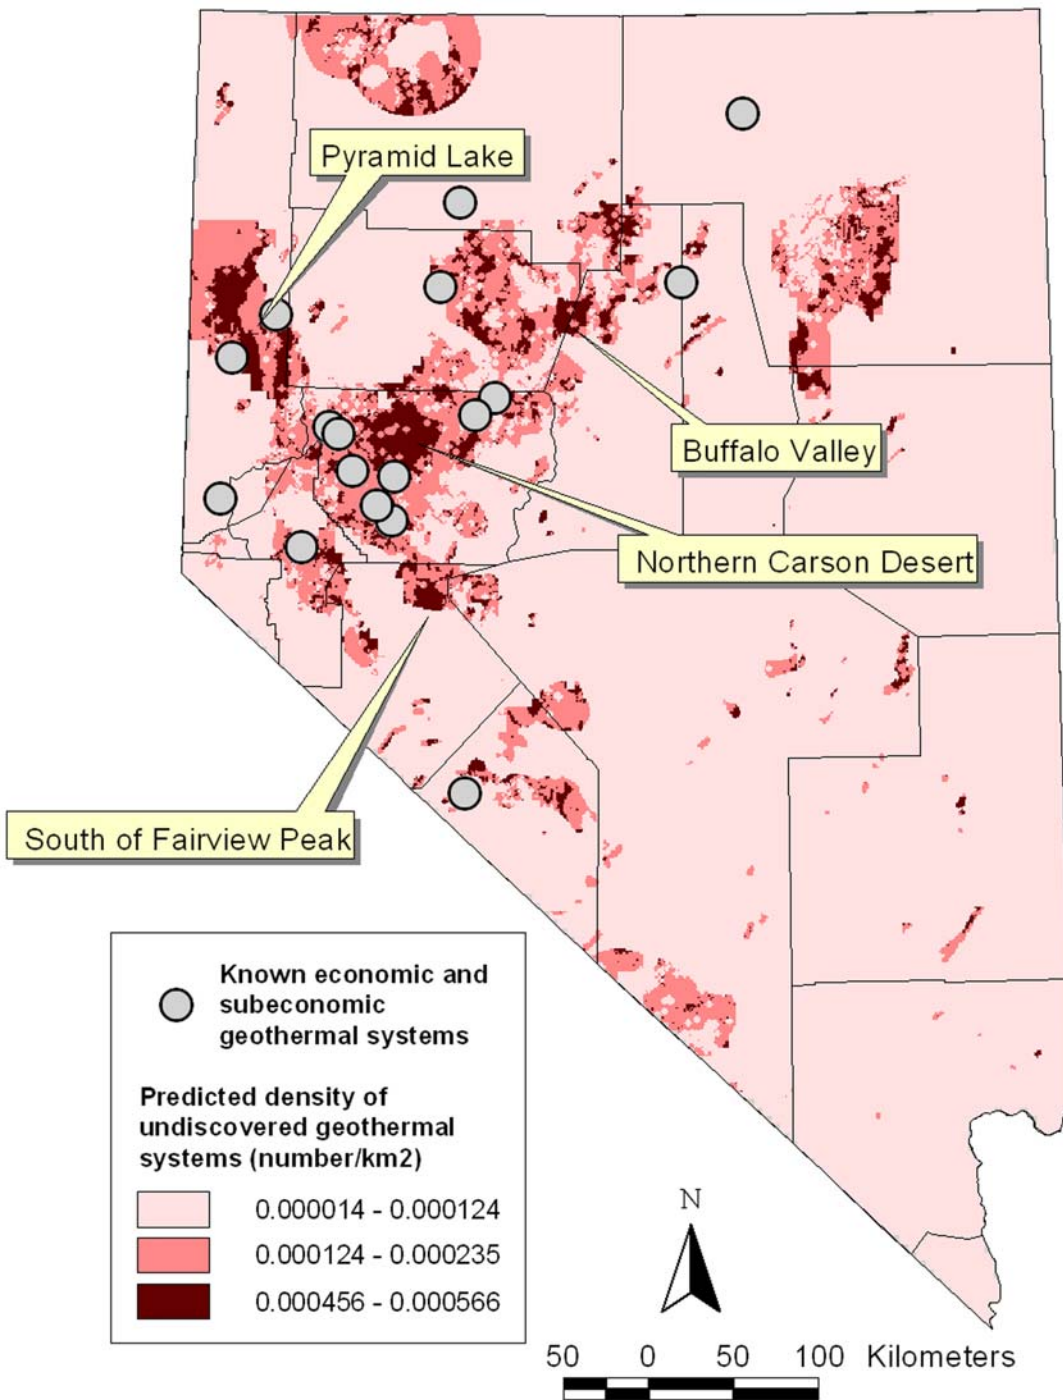 Pyramid Lake
Buffalo Valley
Northern Carson Desert
South of Fairview Peak
Known economic and
subeconomic
geothermal systems
Predicted density of
undiscovered geothermal
systems (number/km2)
0.000014 - 0.000124
0.000124 - 0.000235
0.000456 - 0.000566
N
50 0 50 100 Kilometers